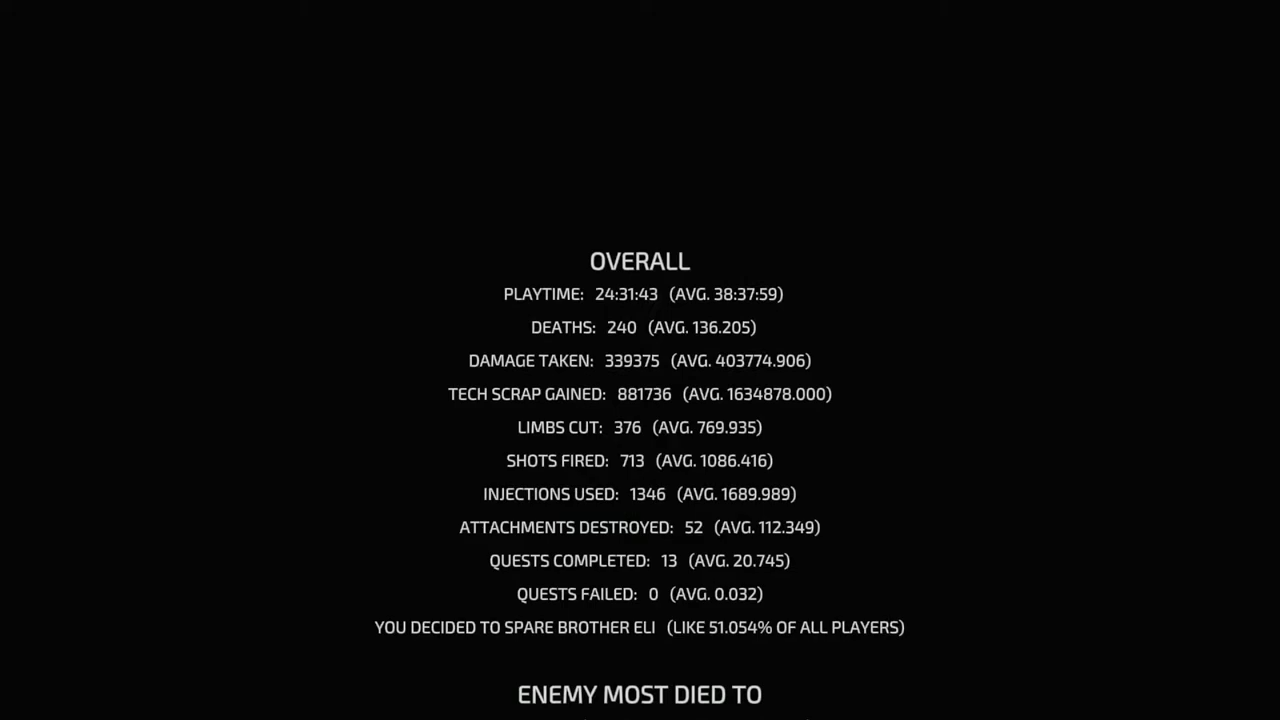 OVERALL
PLAYTIME: 24:31:43 (AVG. 38:37:59)
DEATHS: 240 (AVG. 136.205)
DAMAGE TAKEN: 339375 (AVG. 403774.906)
TECH SCRAP GAINED: 881736 (AVG. 1634878.000)
LIMBS CUT: 376 (AVG. 769.935)
SHOTS FIRED: 713 (AVG. 1086.416)
INJECTIONS USED: 1346 (AVG. 1689.989)
ATTACHMENTS DESTROYED: 52 (AVG. 112.349)
QUESTS COMPLETED: 13 (AVG. 20.745)
QUESTS FAILED: 0 (AVG. 0.032)
YOU DECIDED TO SPARE BROTHER ELI (LIKE 51.054% OF ALL PLAYERS)
ENEMY MOST DIED TO